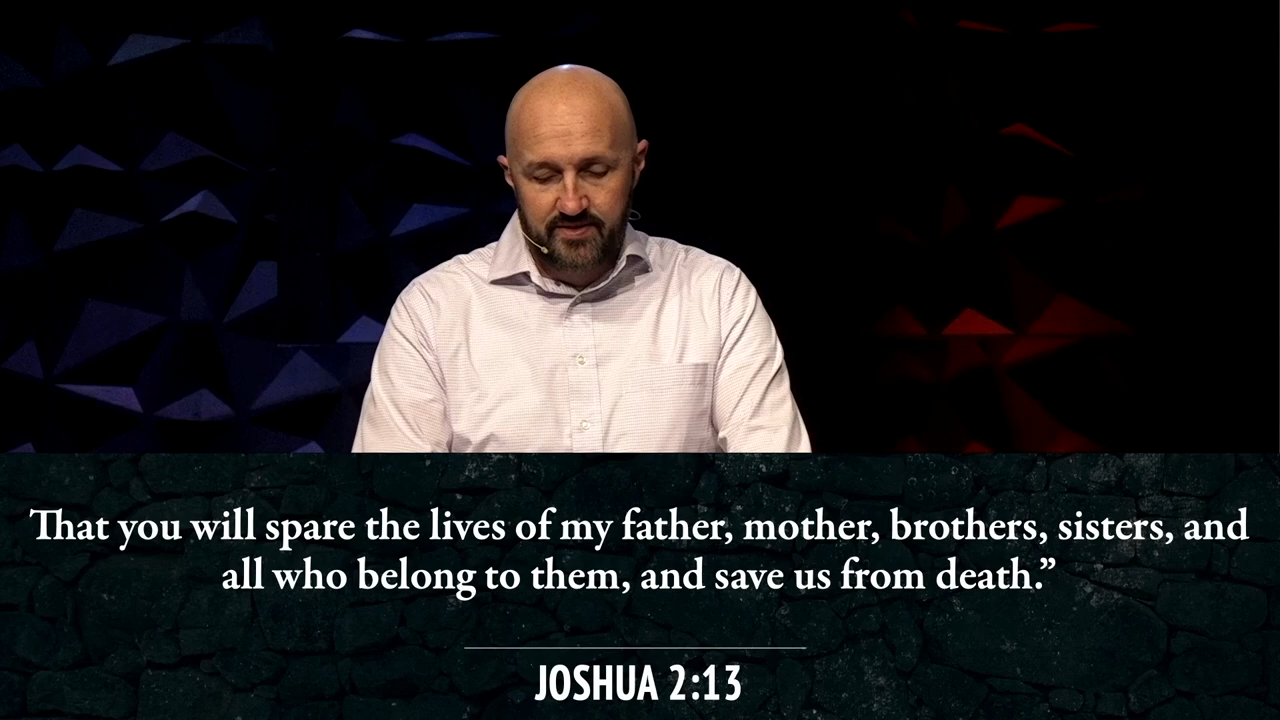 That you will spare the lives of my father, mother, brothers, sisters, and
all who belong to them, and save us from death.”
JOSHUA 2:13